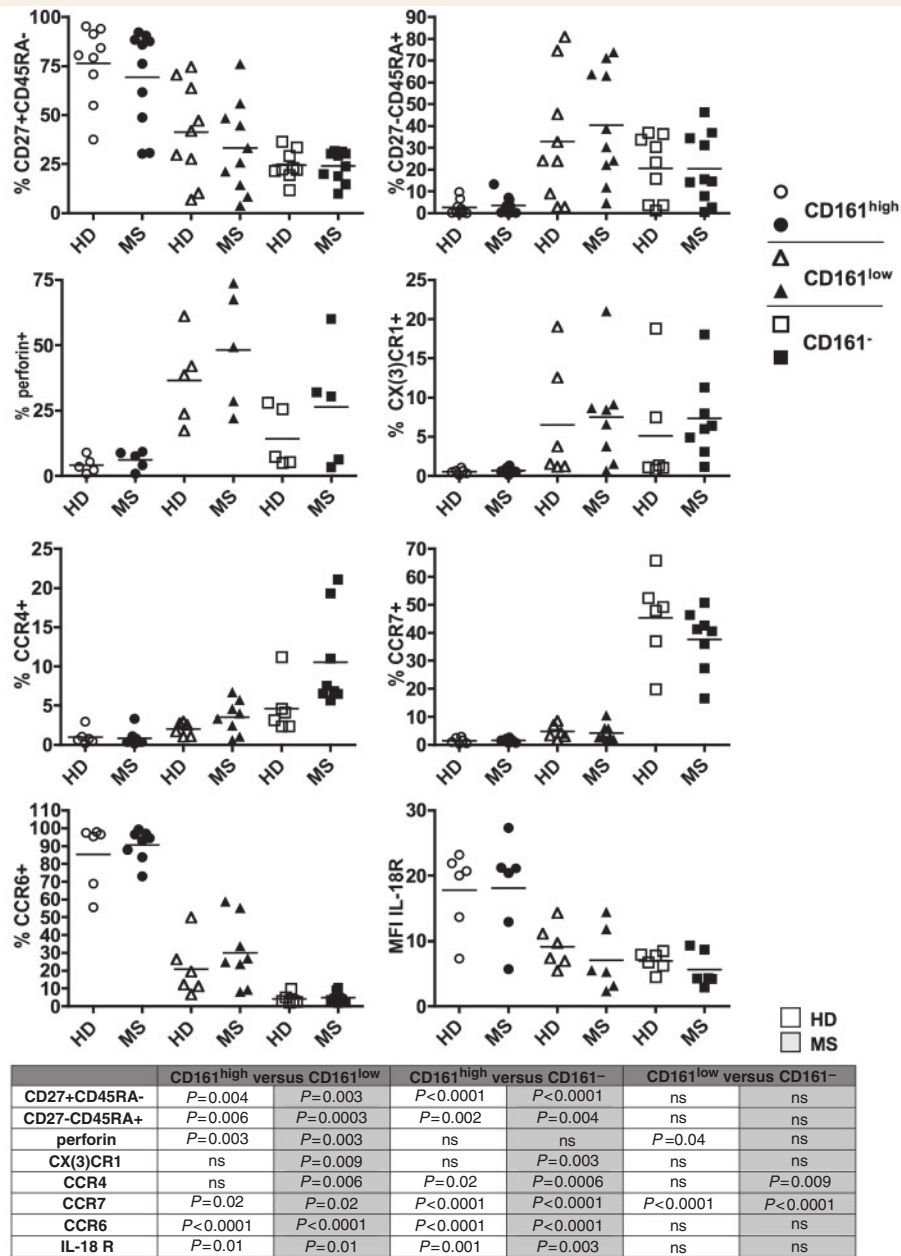 % CD27+CD45RA-
100
75
50
25
0
HD MS HD MS HD MS
% CD27-CD45RA+
90
80
70
60
50
40
30
20
10
0
HD MS HD MS HD MS
CD161high
CD161low
CD161-
% perforin+
75
50
25
0
HD MS HD MS HD MS
% CX(3)CR1+
25
20
15
10
5
0
HD MS HD MS HD MS
% CCR4+
25
20
15
10
5
0
HD MS HD MS HD MS
% CCR7+
70
60
50
40
30
20
10
0
HD MS HD MS HD MS
% CCR6+
110
100
90
80
70
60
50
40
30
20
10
0
HD MS HD MS HD MS
MFI IL-18R
30
20
10
0
HD MS HD MS HD MS
HD
MS
CD161high versus CD161low CD161high versus CD161– CD161low versus CD161–
CD27+CD45RA- P=0.004 P=0.003 P<0.0001 P<0.0001 ns ns
CD27-CD45RA+ P=0.006 P=0.0003 P=0.002 P=0.004 ns ns
perforin P=0.003 P=0.003 ns ns P=0.04 ns
CX(3)CR1 ns P=0.009 ns P=0.003 ns ns
CCR4 ns P=0.006 P=0.02 P=0.0006 ns P=0.009
CCR7 P=0.02 P=0.02 P<0.0001 P<0.0001 P<0.0001 P<0.0001
CCR6 P<0.0001 P<0.0001 P<0.0001 P<0.0001 ns ns
IL-18 R P=0.01 P=0.01 P=0.001 P=0.003 ns ns